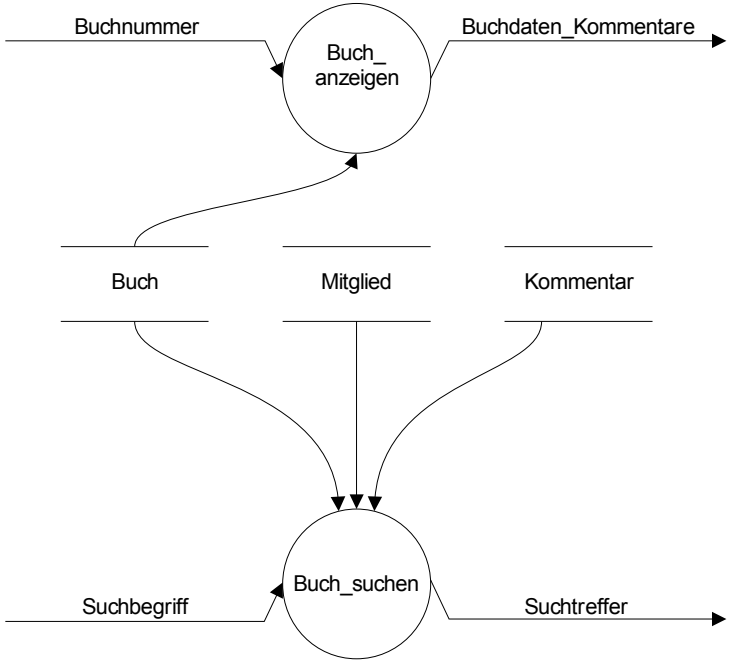 Buchnummer
Buchdaten_Kommentare
Buch_
anzeigen
Buch
Mitglied
Kommentar
Buch_suchen
Suchbegriff
Suchtreffer